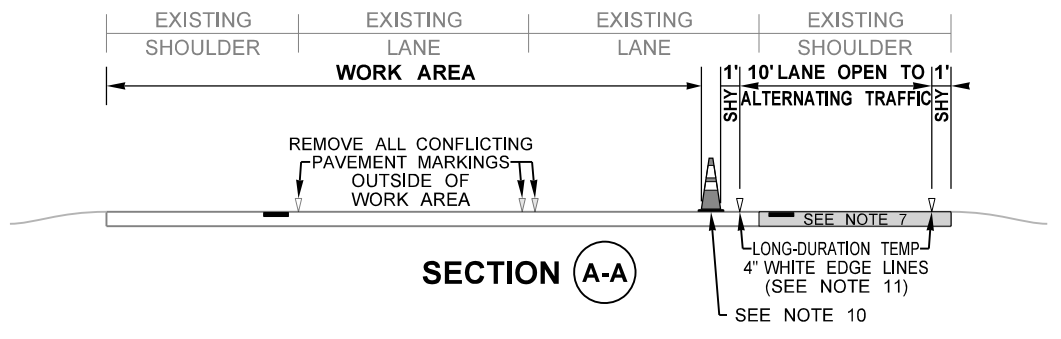 EXISTING EXISTING EXISTING EXISTING
SHOULDER LANE LANE SHOULDER
WORK AREA
1' 10' LANE OPEN TO 1'
SHY ALTERNATING TRAFFIC SHY
REMOVE ALL CONFLICTING
PAVEMENT MARKINGS
OUTSIDE OF
WORK AREA
SEE NOTE 7
LONG-DURATION TEMP
4" WHITE EDGE LINES
(SEE NOTE 11)
SECTION A-A
SEE NOTE 10